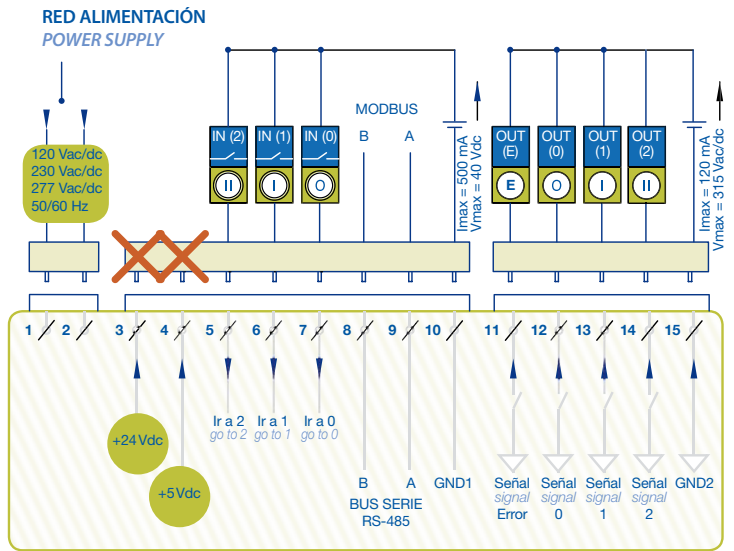 RED ALIMENTACIÓN
POWER SUPPLY
120 Vac/dc
230 Vac/dc
277 Vac/dc
50/60 Hz
IN (2)
IN (1)
IN (0)
II
I
O
MODBUS
B
A
Imax = 500 mA
Vmax = 40 Vdc
OUT
(E)
OUT
(0)
OUT
(1)
OUT
(2)
E
O
I
II
Imax = 120 mA
Vmax = 315 Vac/dc
1
2
3
4
5
6
7
8
9
10
11
12
13
14
15
+24 Vdc
+5 Vdc
Ir a 2
go to 2
Ir a 1
go to 1
Ir a 0
go to 0
B
A
GND1
BUS SERIE
RS-485
Señal
signal
Error
Señal
signal
0
Señal
signal
1
Señal
signal
2
GND2